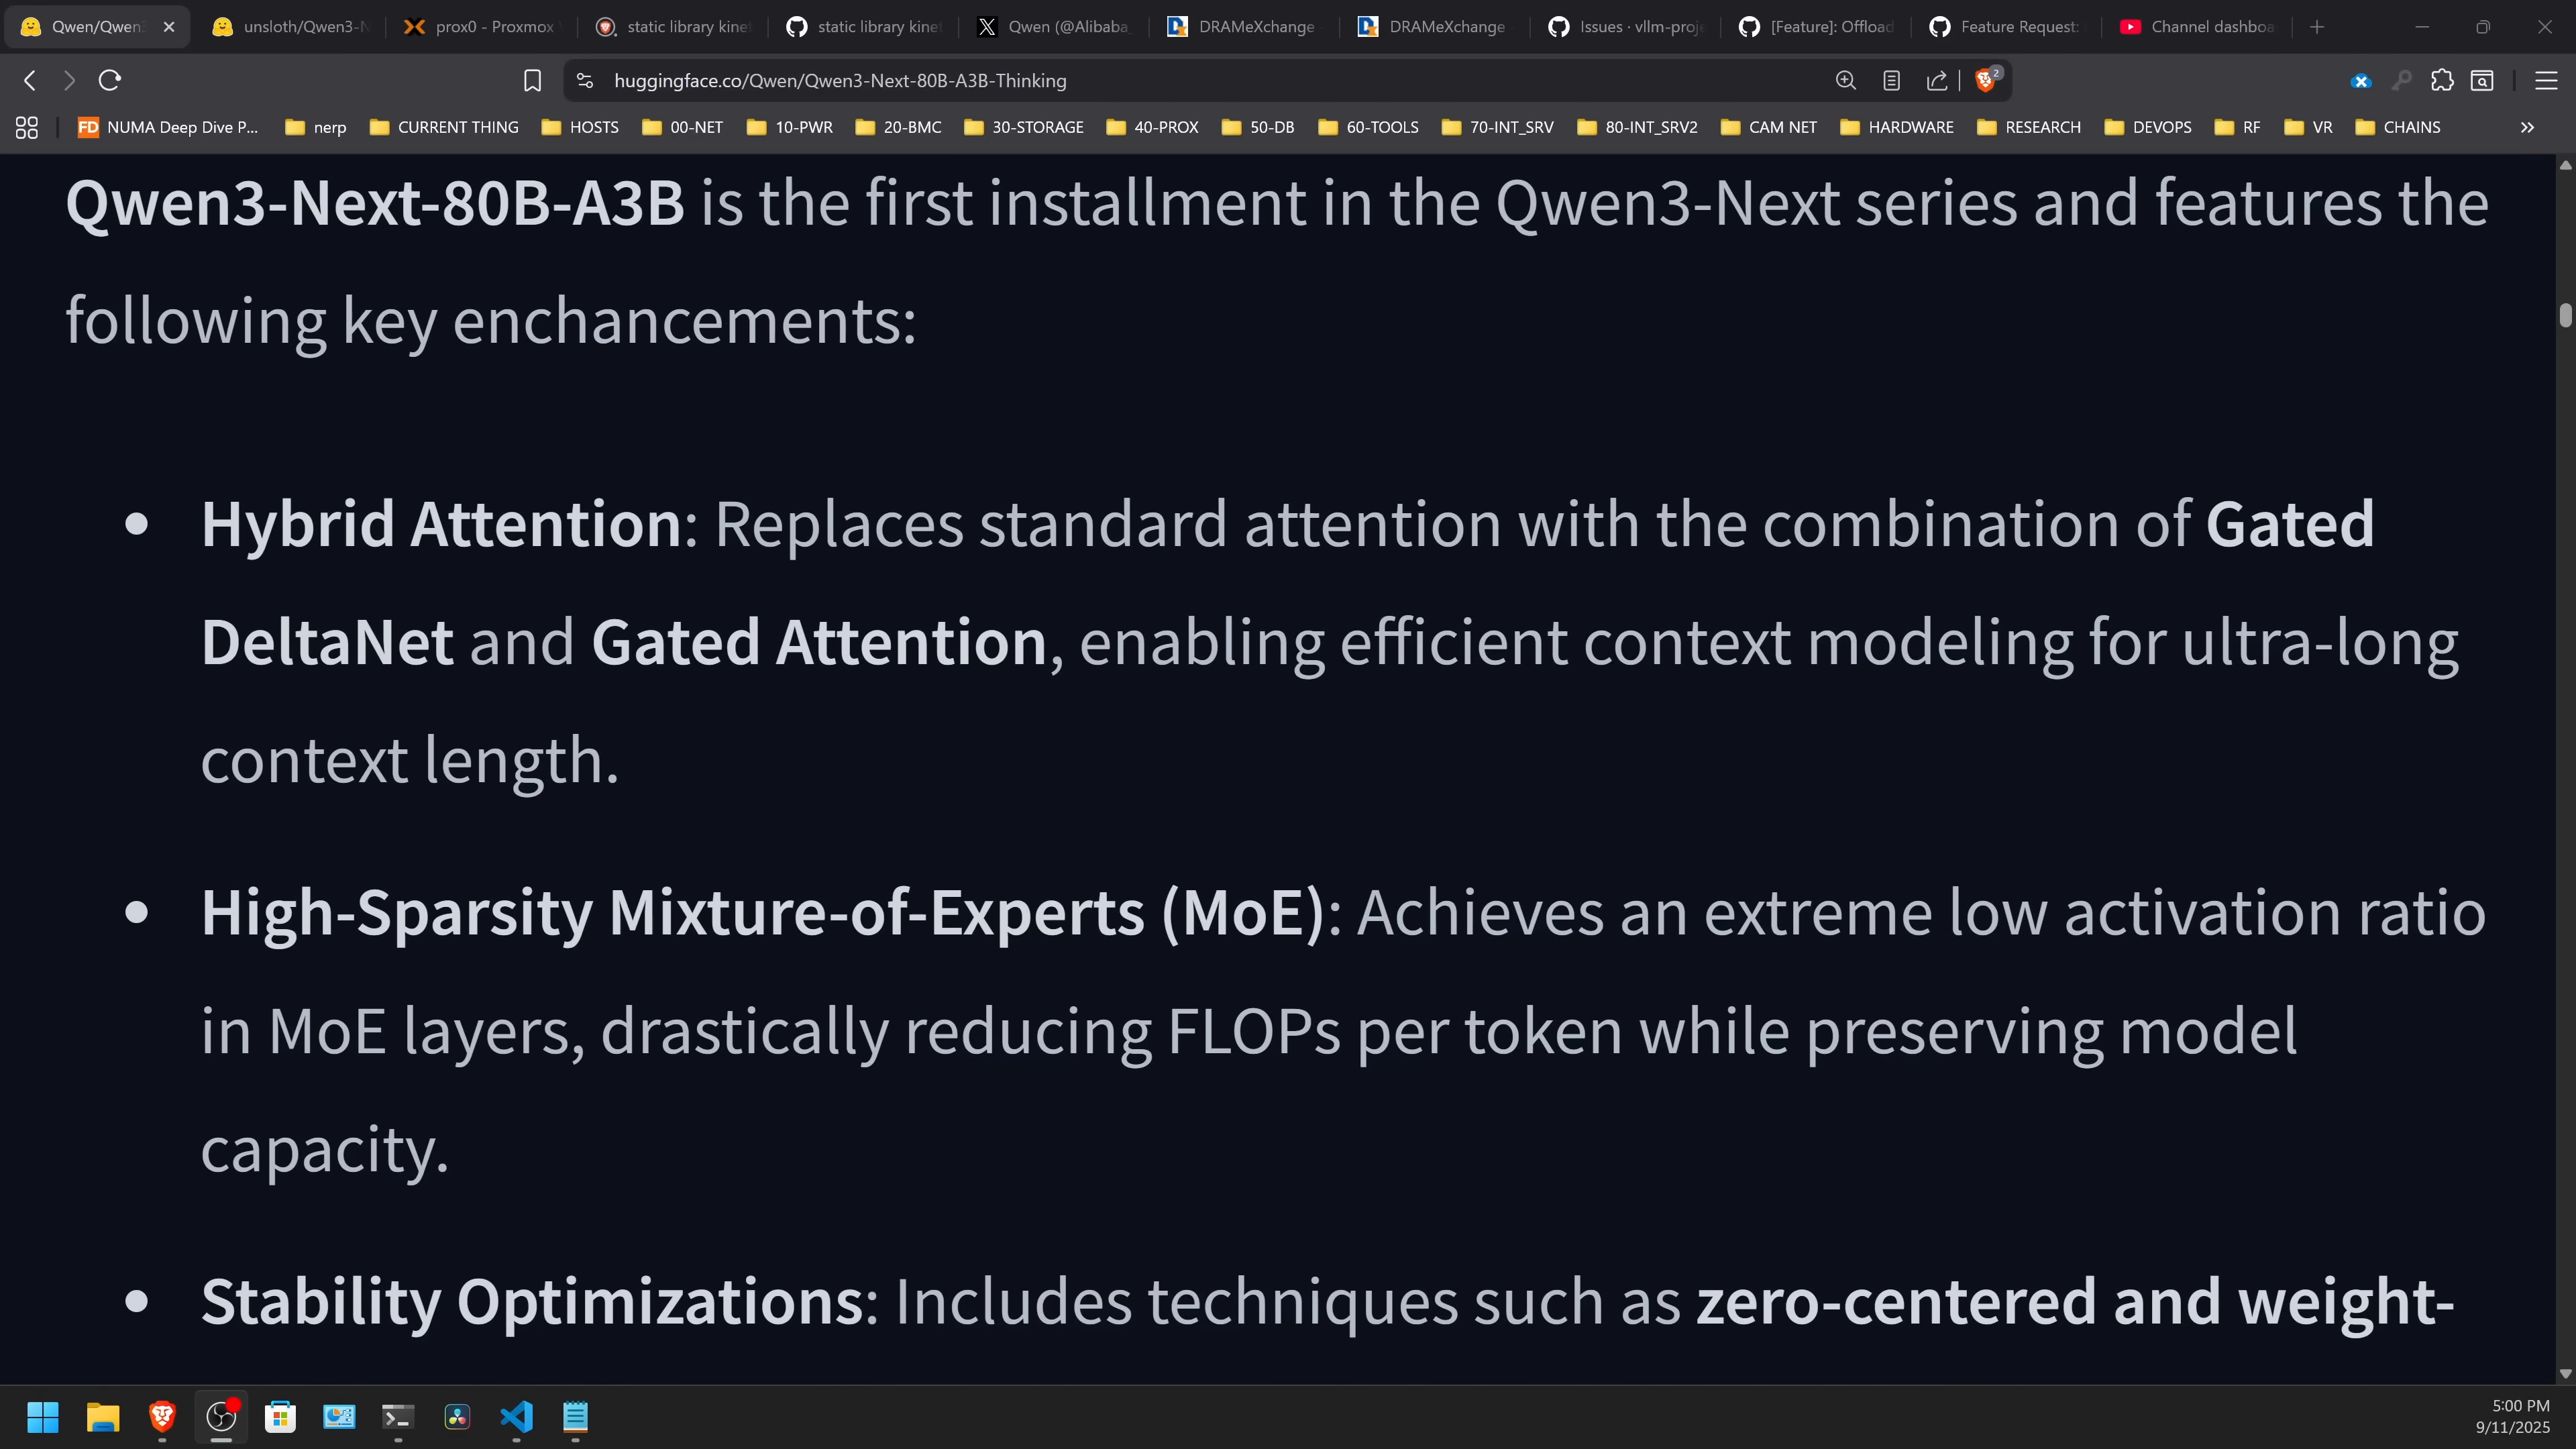 Qwen/Qwen3
unsloth/Qwen3-N
prox0 - Proxmox
static library kinet
static library kinet
Qwen (@Alibaba_
DRAMeXchange
DRAMeXchange
Issues · vllm-proje
[Feature]: Offload
Feature Request:
Channel dashboa
huggingface.co/Qwen/Qwen3-Next-80B-A3B-Thinking
2
FD NUMA Deep Dive P...
nerp
CURRENT THING
HOSTS
00-NET
10-PWR
20-BMC
30-STORAGE
40-PROX
50-DB
60-TOOLS
70-INT_SRV
80-INT_SRV2
CAM NET
HARDWARE
RESEARCH
DEVOPS
RF
VR
CHAINS
Qwen3-Next-80B-A3B is the first installment in the Qwen3-Next series and features the
following key enchancements:
• Hybrid Attention: Replaces standard attention with the combination of Gated
DeltaNet and Gated Attention, enabling efficient context modeling for ultra-long
context length.
• High-Sparsity Mixture-of-Experts (MoE): Achieves an extreme low activation ratio
in MoE layers, drastically reducing FLOPs per token while preserving model
capacity.
• Stability Optimizations: Includes techniques such as zero-centered and weight-
5:00 PM
9/11/2025